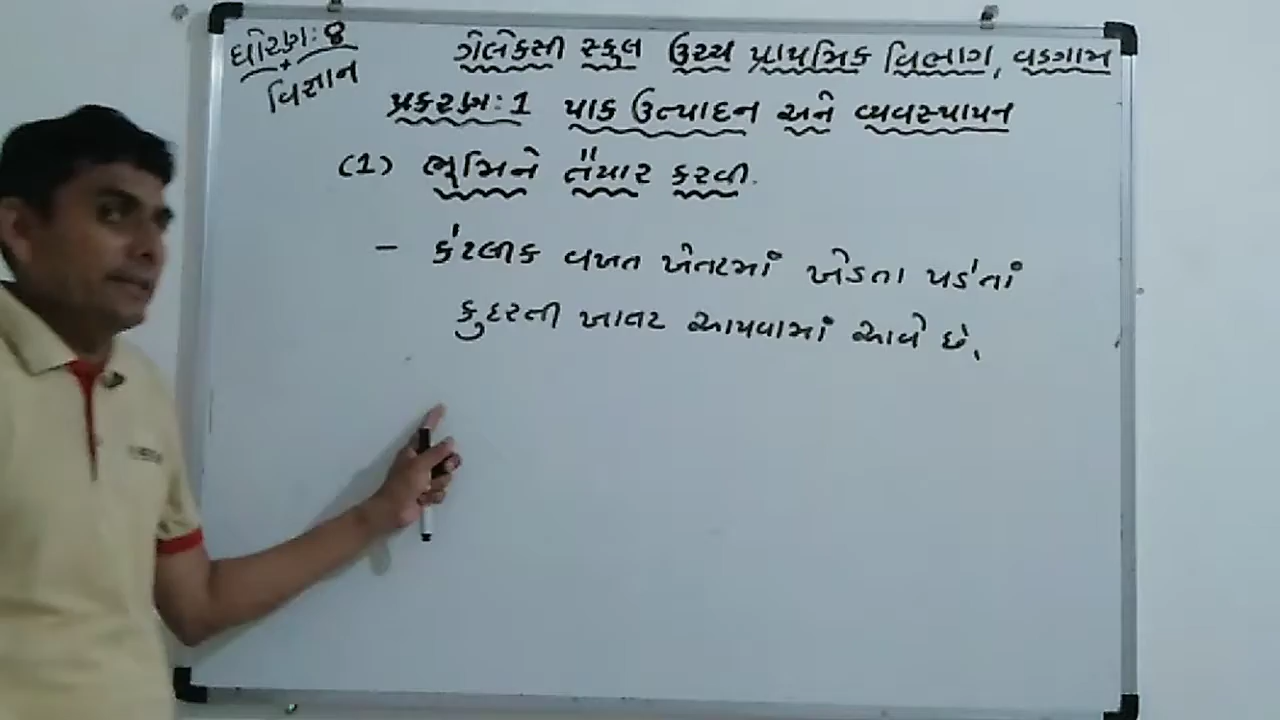 ધોરણ: 8
+
વિજ્ઞાન
ગેલેક્સી સ્કુલ ઉચ્ચ પ્રાથમિક વિભાગ, વડગામ
પ્રકરણ: 1 પાક ઉત્પાદન અને વ્યવસ્થાપન
(1) ભૂમિને તૈયાર કરવી.
- કેટલીક વખત ખેતરમાં ખેડતા પહેલાં
કુદરતી ખાતર આપવામાં આવે છે.